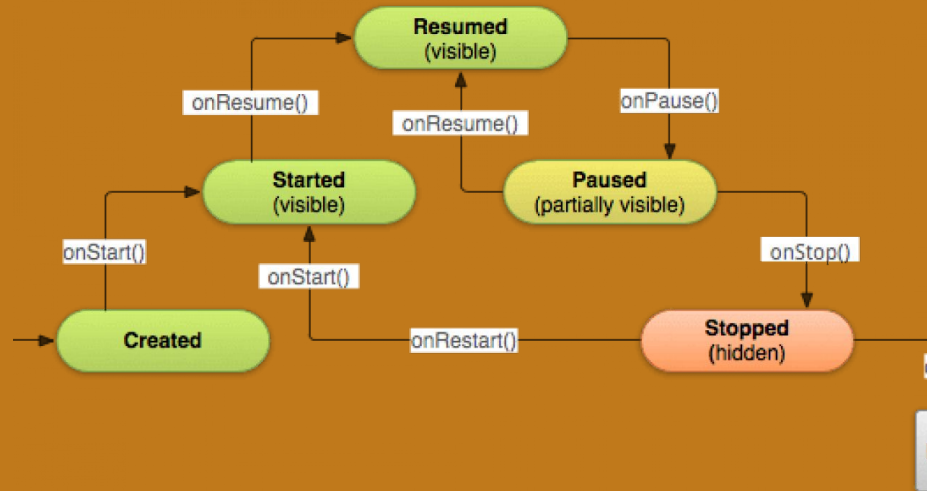 Resumed
(visible)
onResume()
onResume()
onPause()
Started
(visible)
Paused
(partially visible)
onStart()
onStart()
onStop()
Created
onRestart()
Stopped
(hidden)